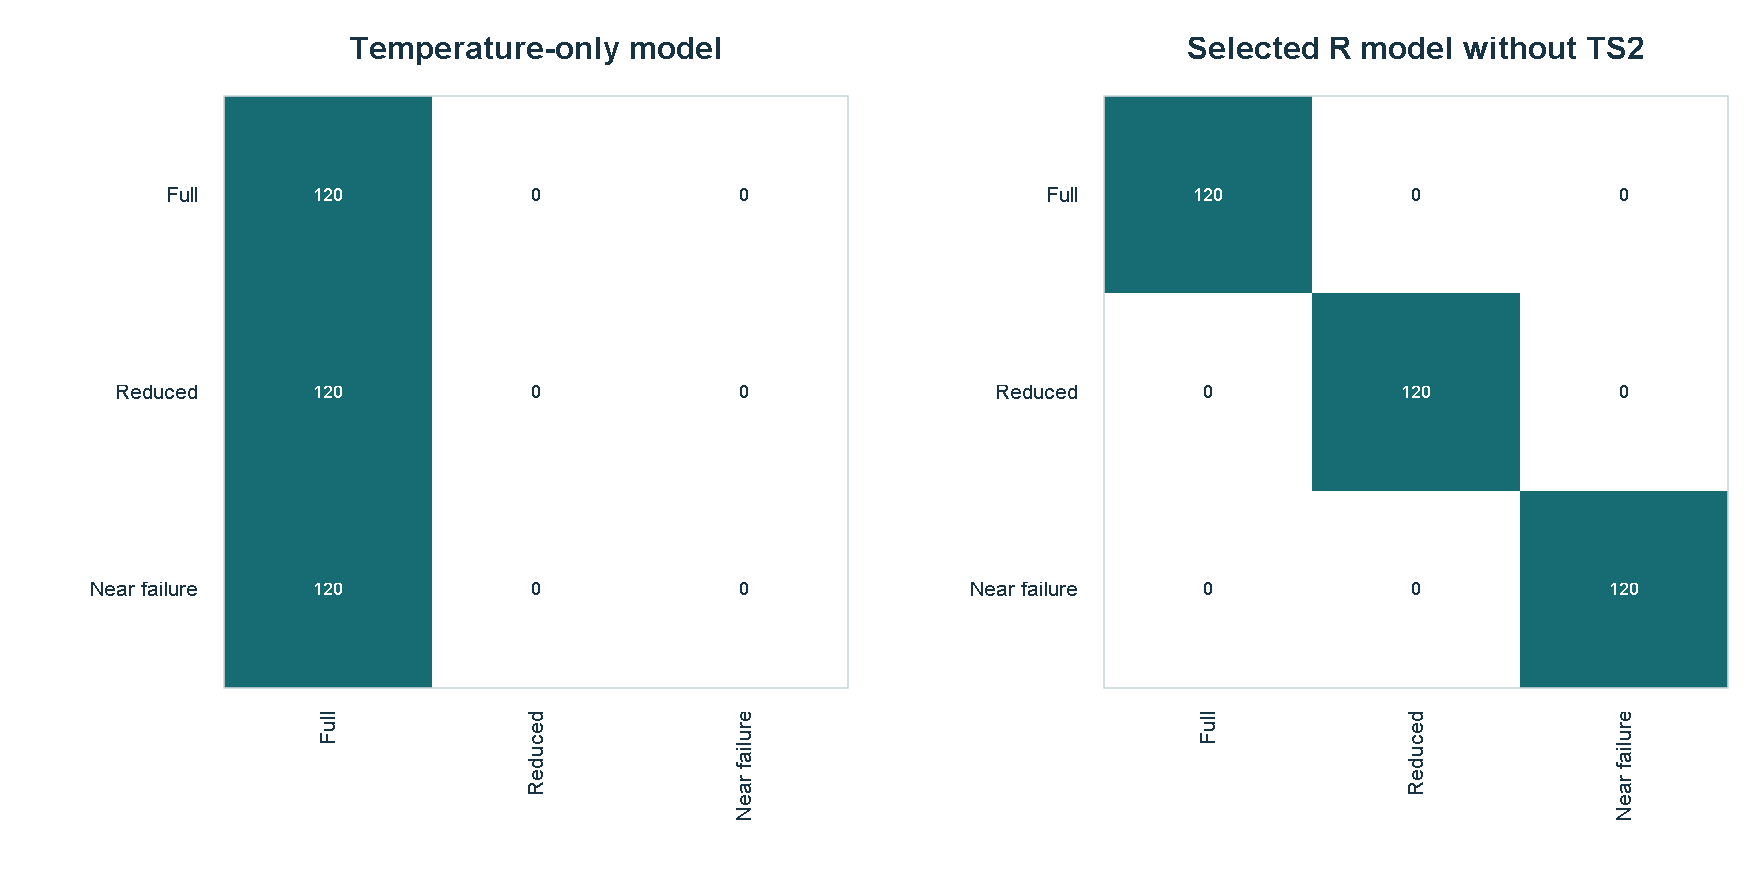 Temperature-only model
Full 120 0 0
Reduced 120 0 0
Near failure 120 0 0
Full Reduced Near failure
Selected R model without TS2
Full 120 0 0
Reduced 0 120 0
Near failure 0 0 120
Full Reduced Near failure